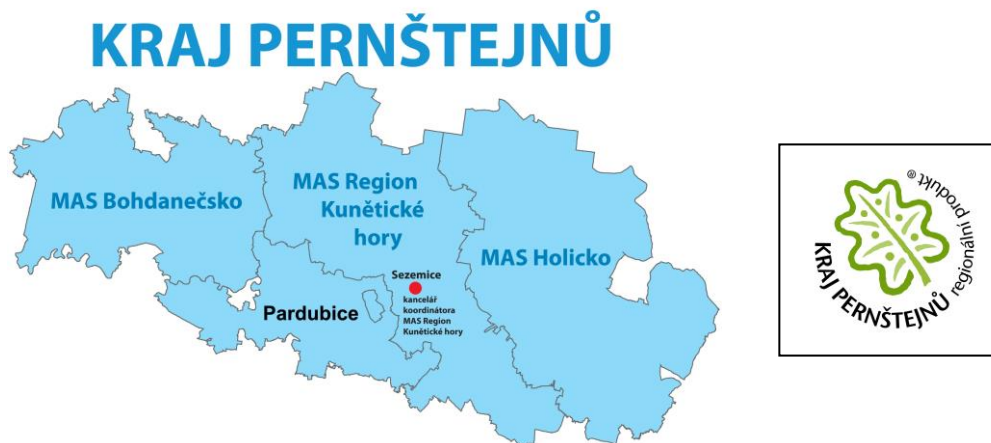 KRAJ PERNŠTEJNŮ
MAS Bohdanečsko
MAS Region
Kunětické
hory
MAS Holicko
Sezemice
kancelář
koordinátora
MAS Region
Kunětické hory
Pardubice
KRAJ PERNŠTEJNŮ
regionální produkt®